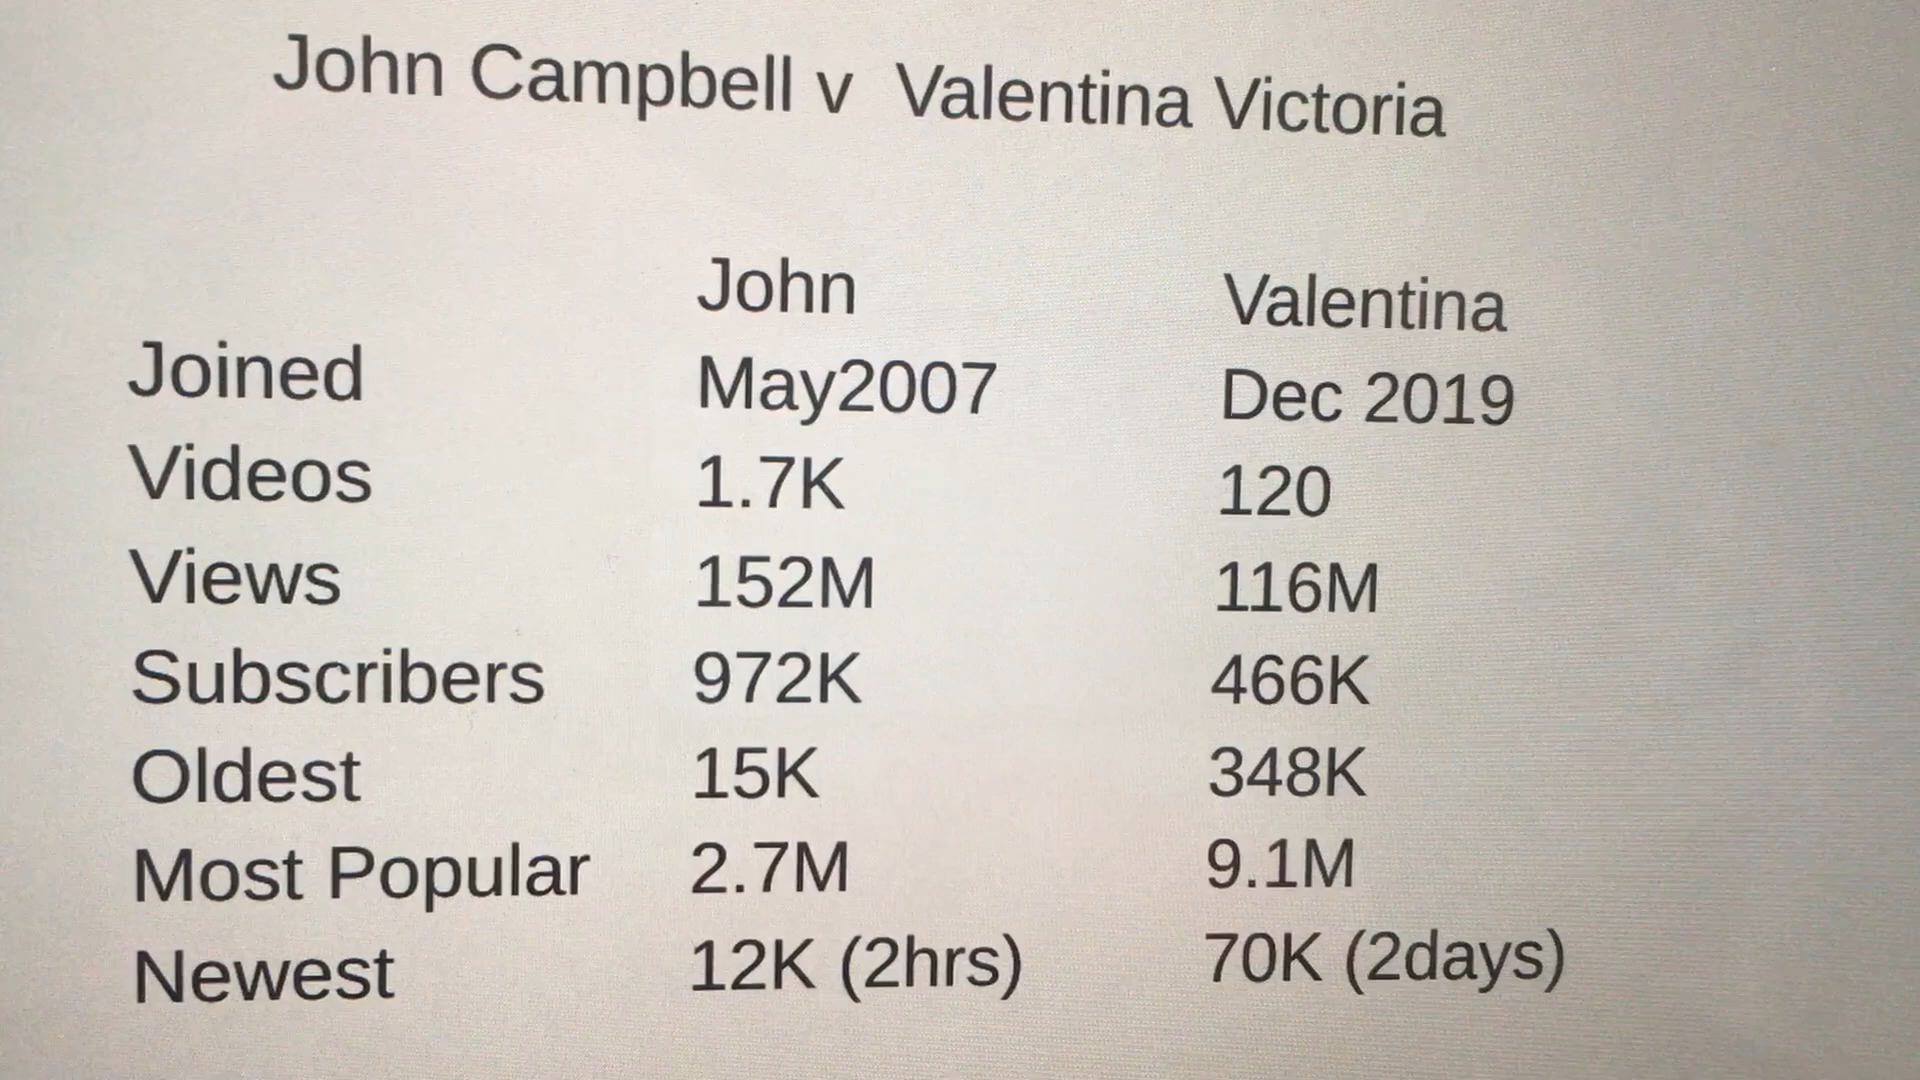 John Campbell v Valentina Victoria
John Valentina
Joined May2007 Dec 2019
Videos 1.7K 120
Views 152M 116M
Subscribers 972K 466K
Oldest 15K 348K
Most Popular 2.7M 9.1M
Newest 12K (2hrs) 70K (2days)